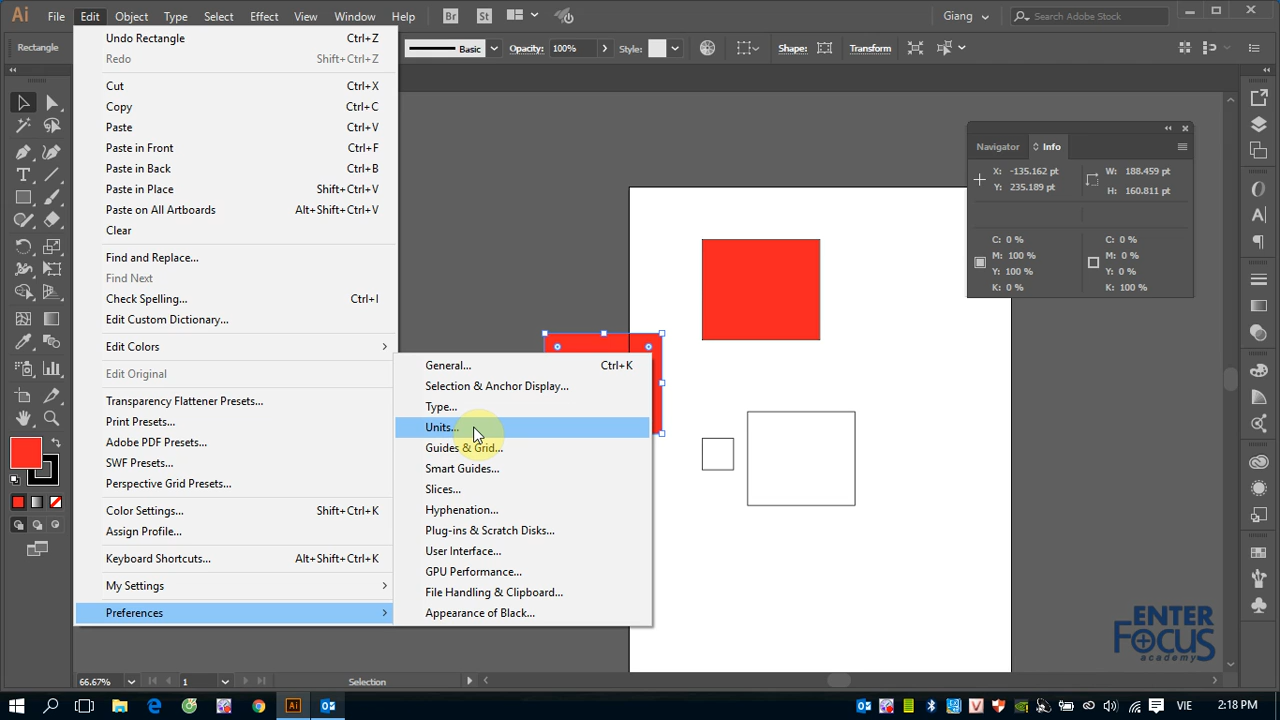 Ai File Edit Object Type Select Effect View Window Help Br St Giang Search Adobe Stock
Rectangle Basic Opacity: 100% Style: Shape: Transform
Undo Rectangle Ctrl+Z
Redo Shift+Ctrl+Z
Cut Ctrl+X
Copy Ctrl+C
Paste Ctrl+V
Paste in Front Ctrl+F
Paste in Back Ctrl+B
Paste in Place Shift+Ctrl+V
Paste on All Artboards Alt+Shift+Ctrl+V
Clear
Find and Replace...
Find Next
Check Spelling... Ctrl+I
Edit Custom Dictionary...
Edit Colors
Edit Original
Transparency Flattener Presets...
Print Presets...
Adobe PDF Presets...
SWF Presets...
Perspective Grid Presets...
Color Settings... Shift+Ctrl+K
Assign Profile...
Keyboard Shortcuts... Alt+Shift+Ctrl+K
My Settings
Preferences
General... Ctrl+K
Selection & Anchor Display...
Type...
Units...
Guides & Grid...
Smart Guides...
Slices...
Hyphenation...
Plug-ins & Scratch Disks...
User Interface...
GPU Performance...
File Handling & Clipboard...
Appearance of Black...
Navigator Info
X: -135.162 pt W: 188.459 pt
Y: 235.189 pt H: 160.811 pt
C: 0 % C: 0 %
M: 100 % M: 0 %
Y: 100 % Y: 0 %
K: 0 % K: 100 %
ENTER
FOCUS
academy
66.67% 1 Selection
VIE 2:18 PM